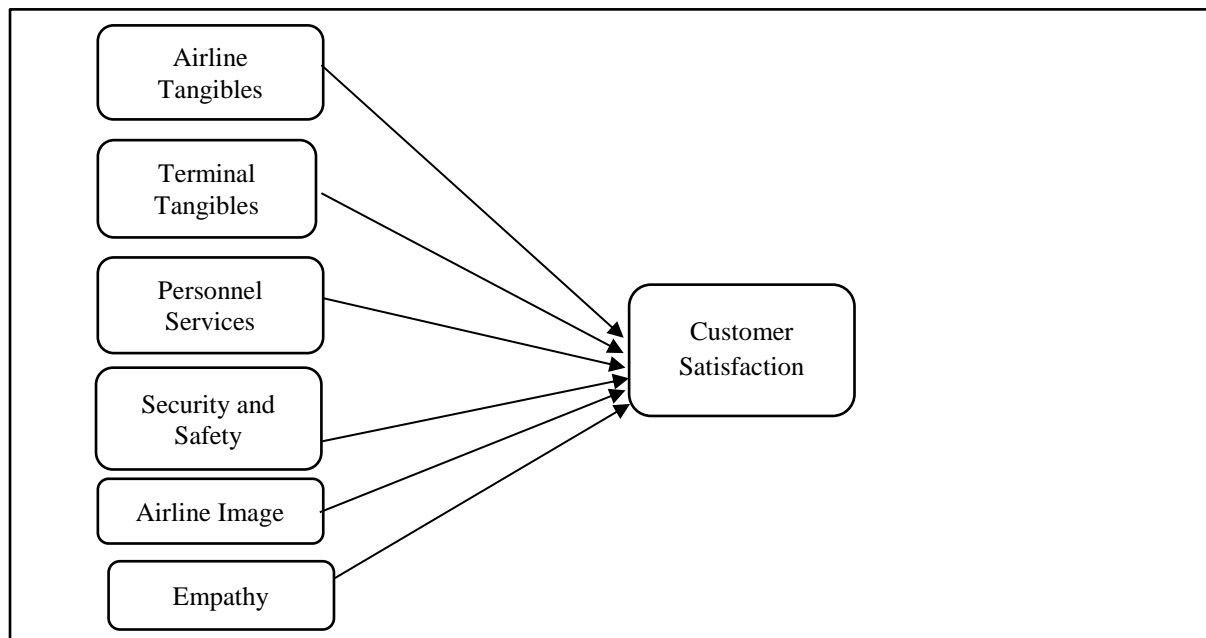 Airline
Tangibles
Terminal
Tangibles
Personnel
Services
Security and
Safety
Airline Image
Empathy
Customer
Satisfaction